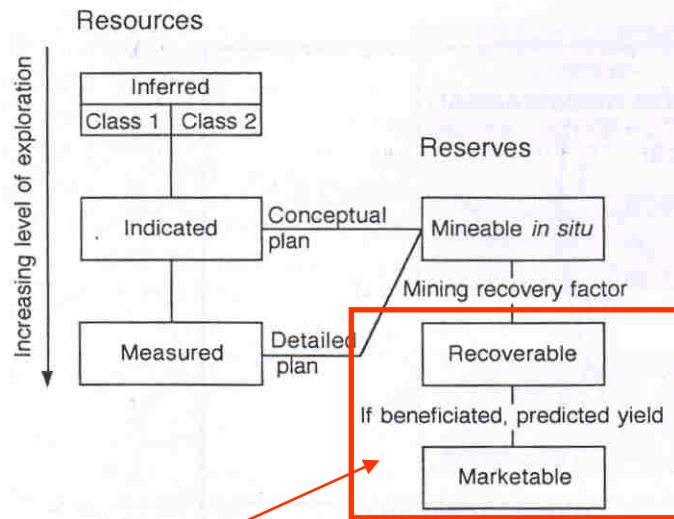 Resources
Increasing level of exploration
Inferred
Class 1 Class 2
Reserves
Indicated
Conceptual
plan
Mineable in situ
Mining recovery factor
Measured
Detailed
plan
Recoverable
If beneficiated, predicted yield
Marketable